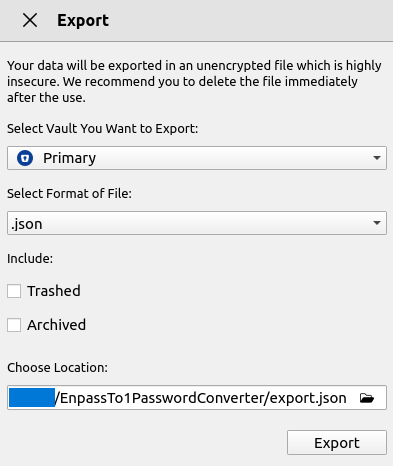 Export
Your data will be exported in an unencrypted file which is highly
insecure. We recommend you to delete the file immediately
after the use.
Select Vault You Want to Export:
Primary
Select Format of File:
.json
Include:
Trashed
Archived
Choose Location:
/EnpassTo1PasswordConverter/export.json
Export